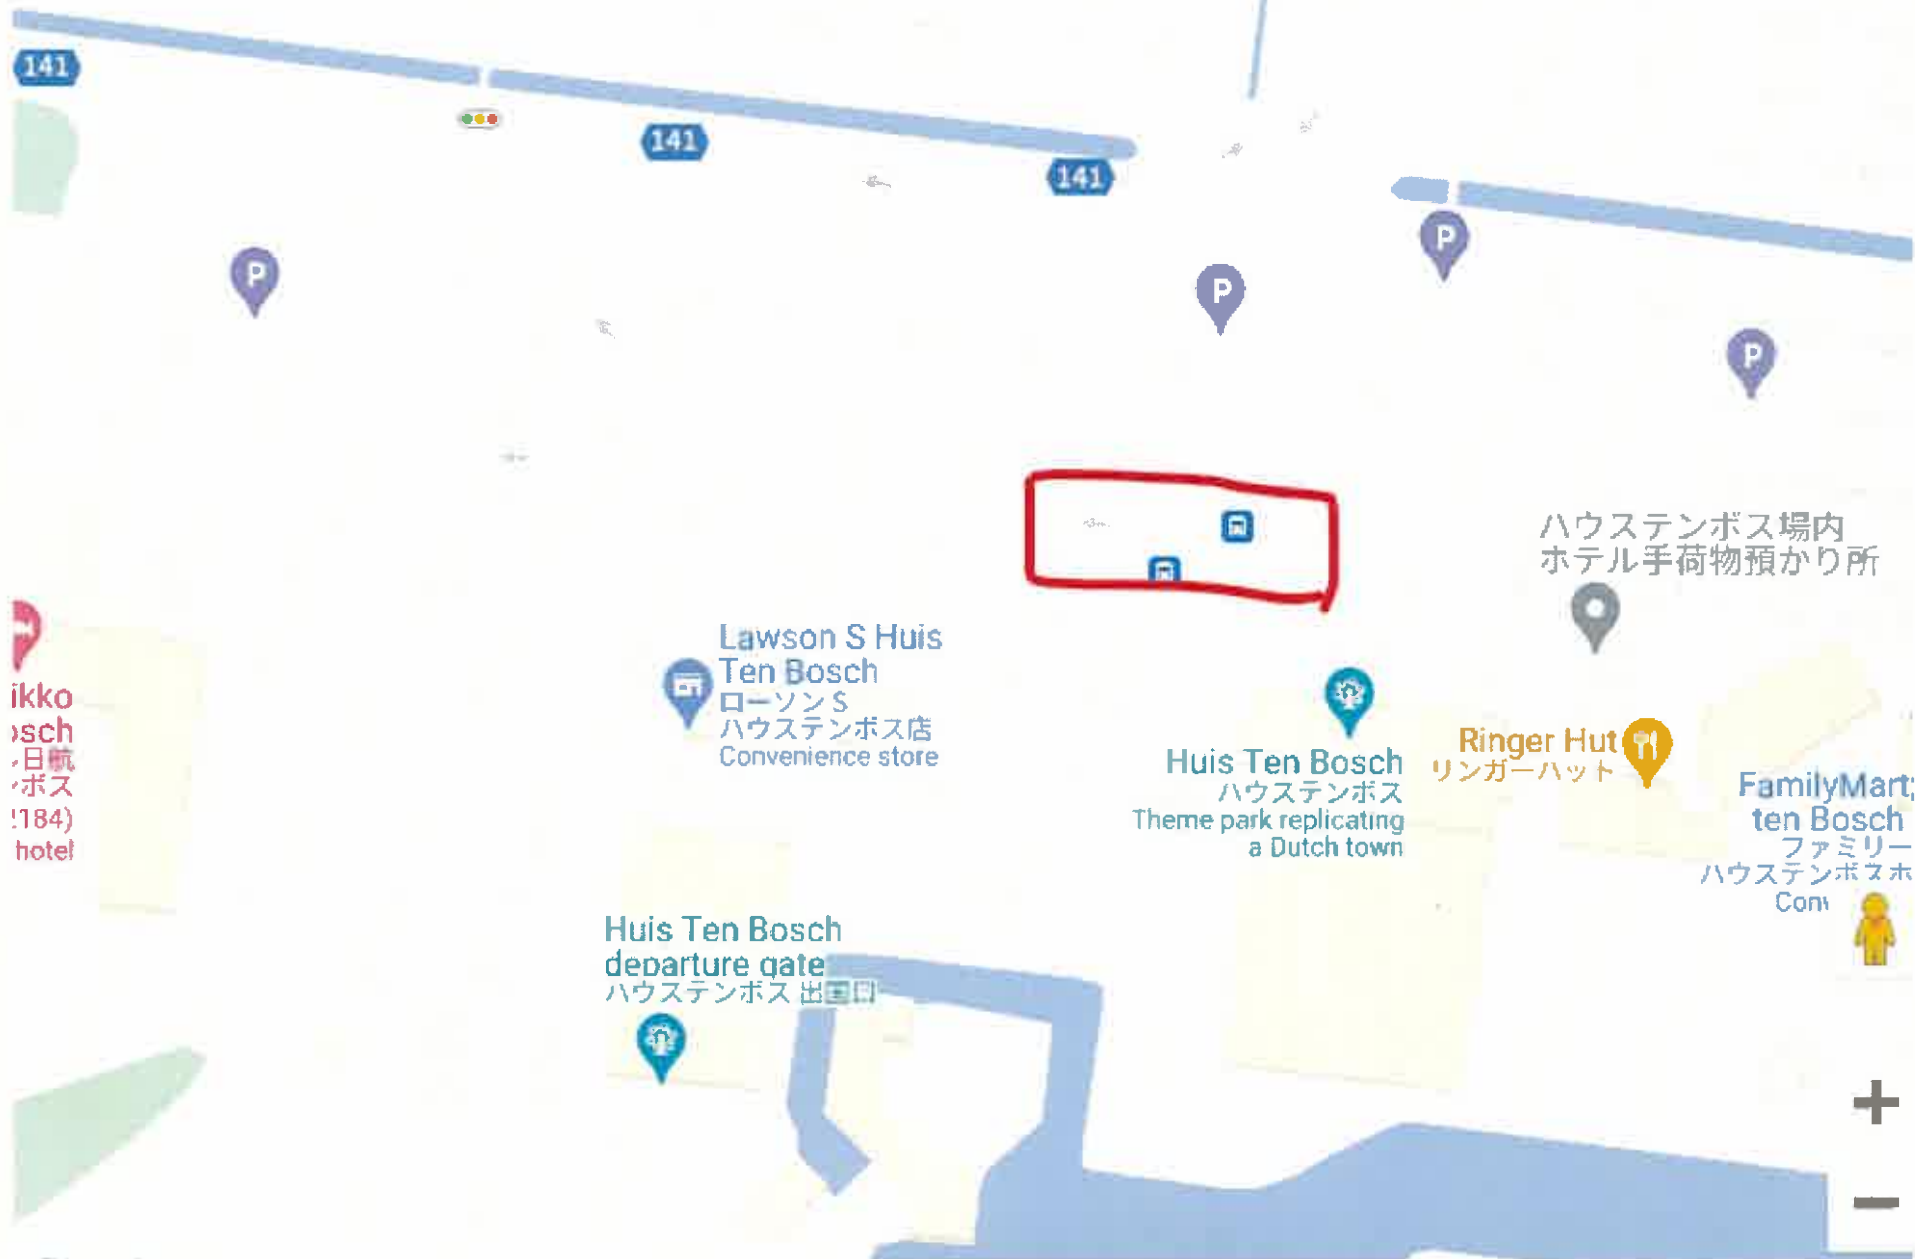 141
141
141
P
P
P
P
ハウステンボス場内
ホテル手荷物預かり所
Lawson S Huis
Ten Bosch
ローソン S
ハウステンボス店
Convenience store
ikko
osch
日航
ボス
184)
hotel
Huis Ten Bosch
ハウステンボス
Theme park replicating
a Dutch town
Ringer Hut
リンガーハット
FamilyMart;
ten Bosch
ファミリー
ハウステンボスホ
Con
Huis Ten Bosch
departure gate
ハウステンボス 出国口
+
−